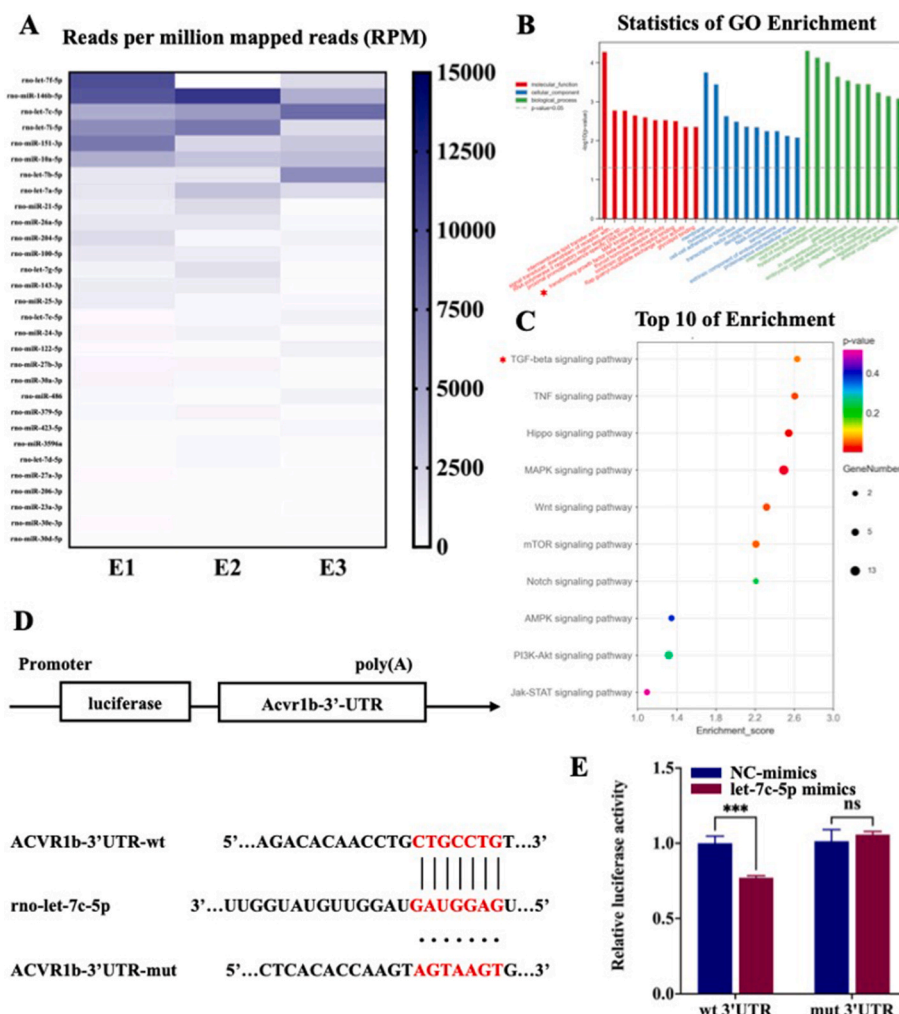 A
Reads per million mapped reads (RPM)
rno-let-7f-5p
rno-miR-146b-5p
rno-let-7c-5p
rno-let-7i-5p
rno-miR-151-3p
rno-miR-10a-5p
rno-let-7b-5p
rno-let-7a-5p
rno-miR-21-5p
rno-miR-26a-5p
rno-miR-204-5p
rno-miR-100-5p
rno-let-7g-5p
rno-miR-143-3p
rno-miR-25-3p
rno-let-7e-5p
rno-miR-24-3p
rno-miR-122-5p
rno-miR-27b-3p
rno-miR-30a-3p
rno-miR-486
rno-miR-379-5p
rno-miR-423-5p
rno-miR-3596a
rno-let-7d-5p
rno-miR-27a-3p
rno-miR-206-3p
rno-miR-23a-3p
rno-miR-30e-3p
rno-miR-30d-5p
E1 E2 E3
15000
12500
10000
7500
5000
2500
0
B
Statistics of GO Enrichment
molecular_function
cellular_component
biological_process
p-value=0.05
-log10(p-value)
4
3
2
1
0
C
Top 10 of Enrichment
* TGF-beta signaling pathway
TNF signaling pathway
Hippo signaling pathway
MAPK signaling pathway
Wnt signaling pathway
mTOR signaling pathway
Notch signaling pathway
AMPK signaling pathway
PI3K-Akt signaling pathway
Jak-STAT signaling pathway
1.0 1.4 1.8 2.2 2.6 3.0
Enrichment_score
p-value
0.4
0.2
GeneNumber
2
5
13
D
Promoter poly(A)
luciferase Acvr1b-3'-UTR
ACVR1b-3'UTR-wt 5'…AGACACAACCTGCTGCCTGT…3'
rno-let-7c-5p 3'…UUGGUAUGUUGGAUGAUGGAGU…5'
ACVR1b-3'UTR-mut 5'…CTCACACCAAGTAGTAAGTG…3'
E
NC-mimics
let-7c-5p mimics
Relative luciferase activity
1.5
1.0
0.5
0.0
*** ns
wt 3'UTR mut 3'UTR